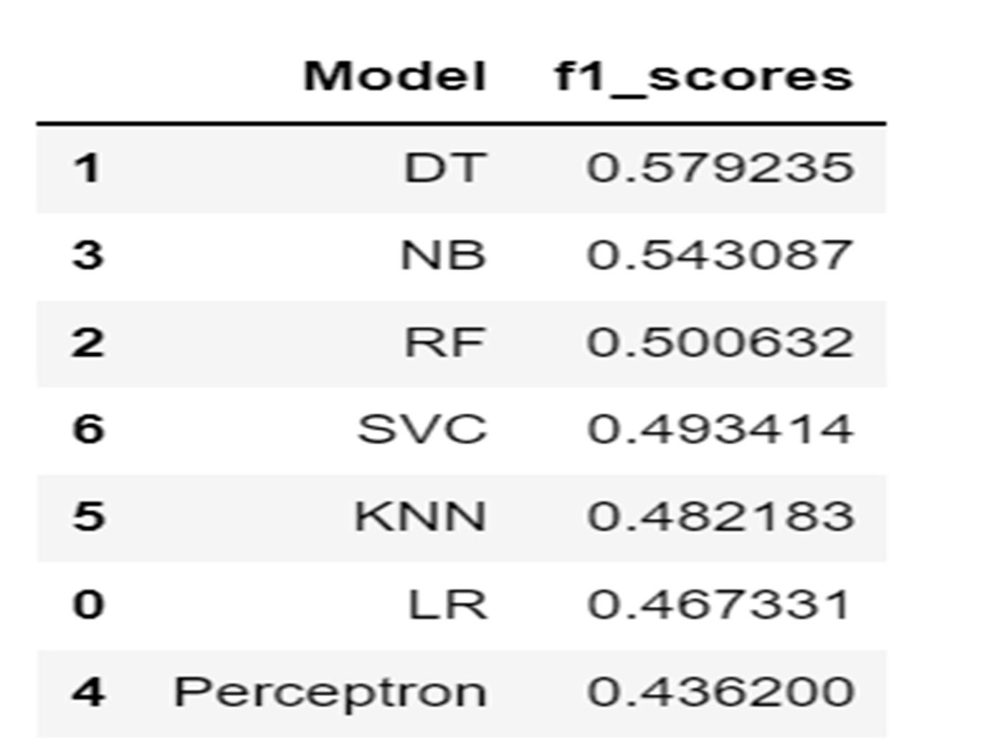 Model f1_scores
1 DT 0.579235
3 NB 0.543087
2 RF 0.500632
6 SVC 0.493414
5 KNN 0.482183
0 LR 0.467331
4 Perceptron 0.436200